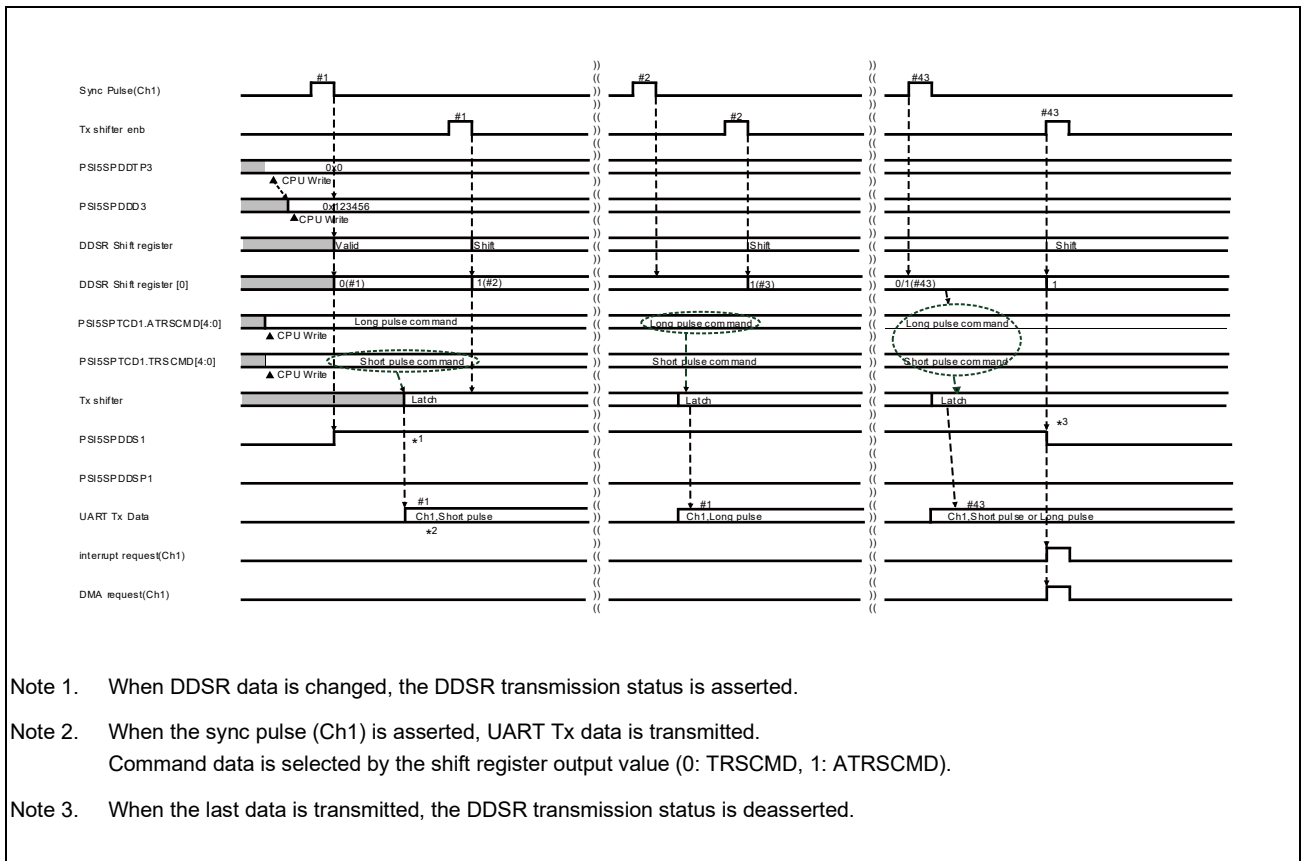 #1 #2 #43
Sync Pulse(Ch1)
#1 #2 #43
Tx shifter enb
PSI5SPDDTP3 0x0
▲ CPU Write
PSI5SPDDD3 0x123456
▲CPU Write
DDSR Shift register Valid Shift Shift Shift
DDSR Shift register [0] 0(#1) 1(#2) 1(#3) 0/1(#43) 1
PSI5SPTCD1.ATRSCMD[4:0] Long pulse command Long pulse command Long pulse command
▲ CPU Write
PSI5SPTCD1.TRSCMD[4:0] Short pulse command Short pulse command Short pulse command
▲ CPU Write
Tx shifter Latch Latch Latch
*3
PSI5SPDDS1 *1
PSI5SPDDSP1
#1 #1 #43
UART Tx Data Ch1,Short pulse Ch1,Long pulse Ch1,Short pulse or Long pulse
*2
interrupt request(Ch1)
DMA request(Ch1)
Note 1. When DDSR data is changed, the DDSR transmission status is asserted.
Note 2. When the sync pulse (Ch1) is asserted, UART Tx data is transmitted.
Command data is selected by the shift register output value (0: TRSCMD, 1: ATRSCMD).
Note 3. When the last data is transmitted, the DDSR transmission status is deasserted.